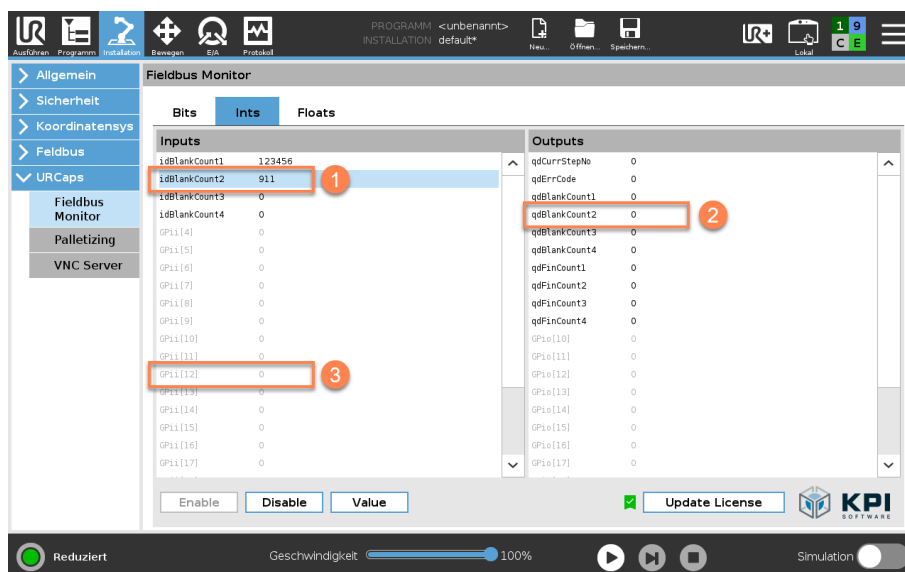 PROGRAMM <unbenannt>
INSTALLATION default*
Ausführen Programm Installation Bewegen E/A Protokoll Neu... Öffnen... Speichern... UR+ Lokal
1 9
C E
Allgemein
Sicherheit
Koordinatensys
Feldbus
URCaps
Fieldbus
Monitor
Palletizing
VNC Server
Fieldbus Monitor
Bits Ints Floats
Inputs
idBlankCount1 123456
idBlankCount2 911
1
idBlankCount3 0
idBlankCount4 0
GPii[4] 0
GPii[5] 0
GPii[6] 0
GPii[7] 0
GPii[8] 0
GPii[9] 0
GPii[10] 0
GPii[11] 0
GPii[12] 0
3
GPii[13] 0
GPii[14] 0
GPii[15] 0
GPii[16] 0
GPii[17] 0
Outputs
qdCurrStepNo 0
qdErrCode 0
qdBlankCount1 0
qdBlankCount2 0
2
qdBlankCount3 0
qdBlankCount4 0
qdFinCount1 0
qdFinCount2 0
qdFinCount3 0
qdFinCount4 0
GPio[10] 0
GPio[11] 0
GPio[12] 0
GPio[13] 0
GPio[14] 0
GPio[15] 0
GPio[16] 0
GPio[17] 0
Enable Disable Value Update License
KPI
SOFTWARE
Reduziert Geschwindigkeit 100% Simulation